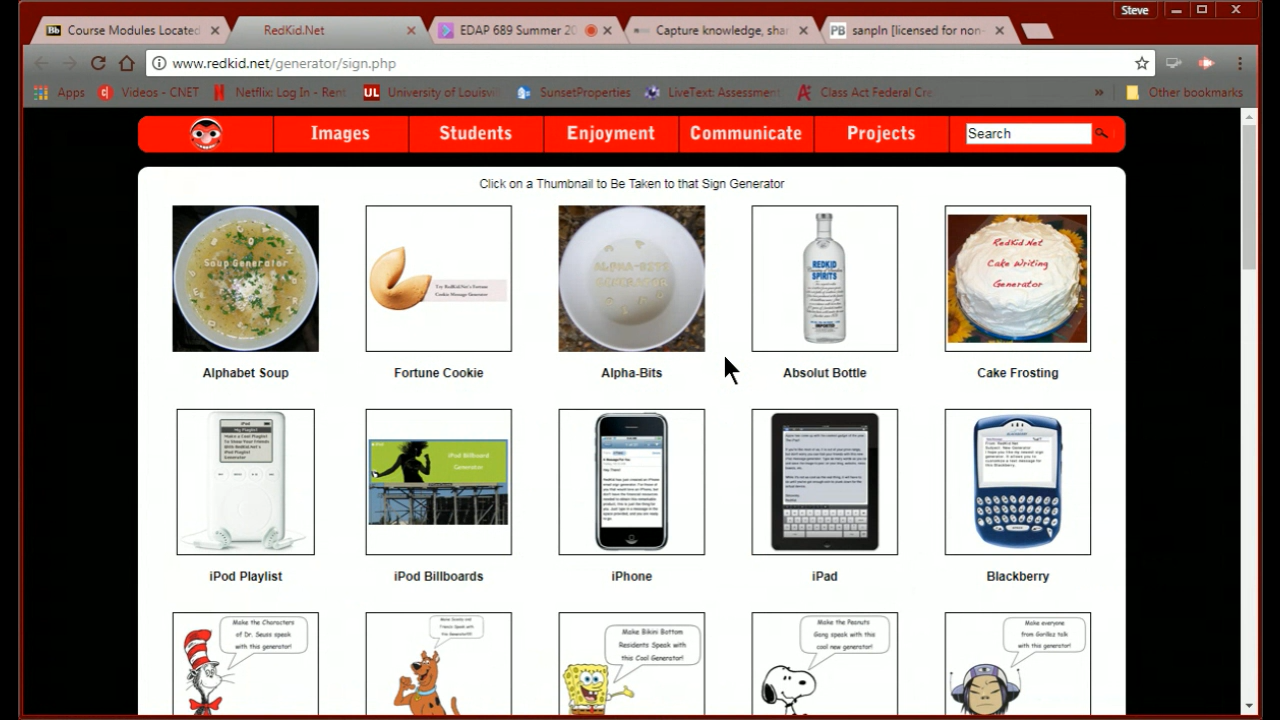 Steve
Course Modules Located
RedKid.Net
EDAP 689 Summer 20
Capture knowledge, sha
sanpln [licensed for non-
www.redkid.net/generator/sign.php
Apps
Videos - CNET
Netflix: Log In - Rent
UL University of Louisvi
SunsetProperties
LiveText: Assessment
Class Act Federal Cre
»
Other bookmarks
Images
Students
Enjoyment
Communicate
Projects
Search
Click on a Thumbnail to Be Taken to that Sign Generator
Soup Generator
Try RedKid.Net's Fortune
Cookie Message Generator
ALPHA-BITS
GENERATOR
REDKID
SPIRITS
IMPORTED
RedKid.Net
Cake Writing
Generator
Alphabet Soup
Fortune Cookie
Alpha-Bits
Absolut Bottle
Cake Frosting
iPod Billboard
Generator
iPod Playlist
iPod Billboards
iPhone
iPad
Blackberry
Make the Characters
of Dr. Seuss speak
with this generator!
Make Bikini Bottom
Residents Speak with
this Cool Generator!
Make the Peanuts
Gang speak with this
cool new generator!
Make everyone
from Gorillaz talk
with this generator!